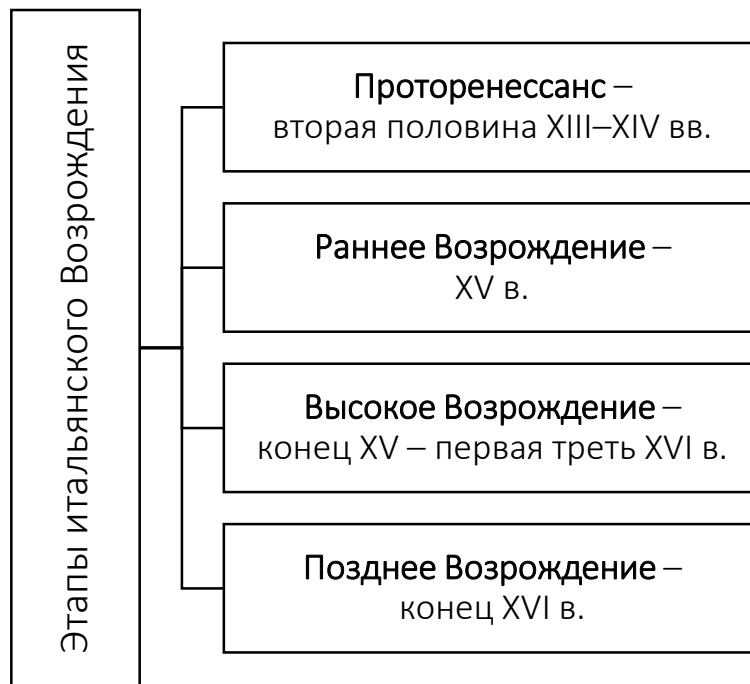 Этапы итальянского Возрождения
Проторенессанс –
вторая половина XIII–XIV вв.
Раннее Возрождение –
XV в.
Высокое Возрождение –
конец XV – первая треть XVI в.
Позднее Возрождение –
конец XVI в.